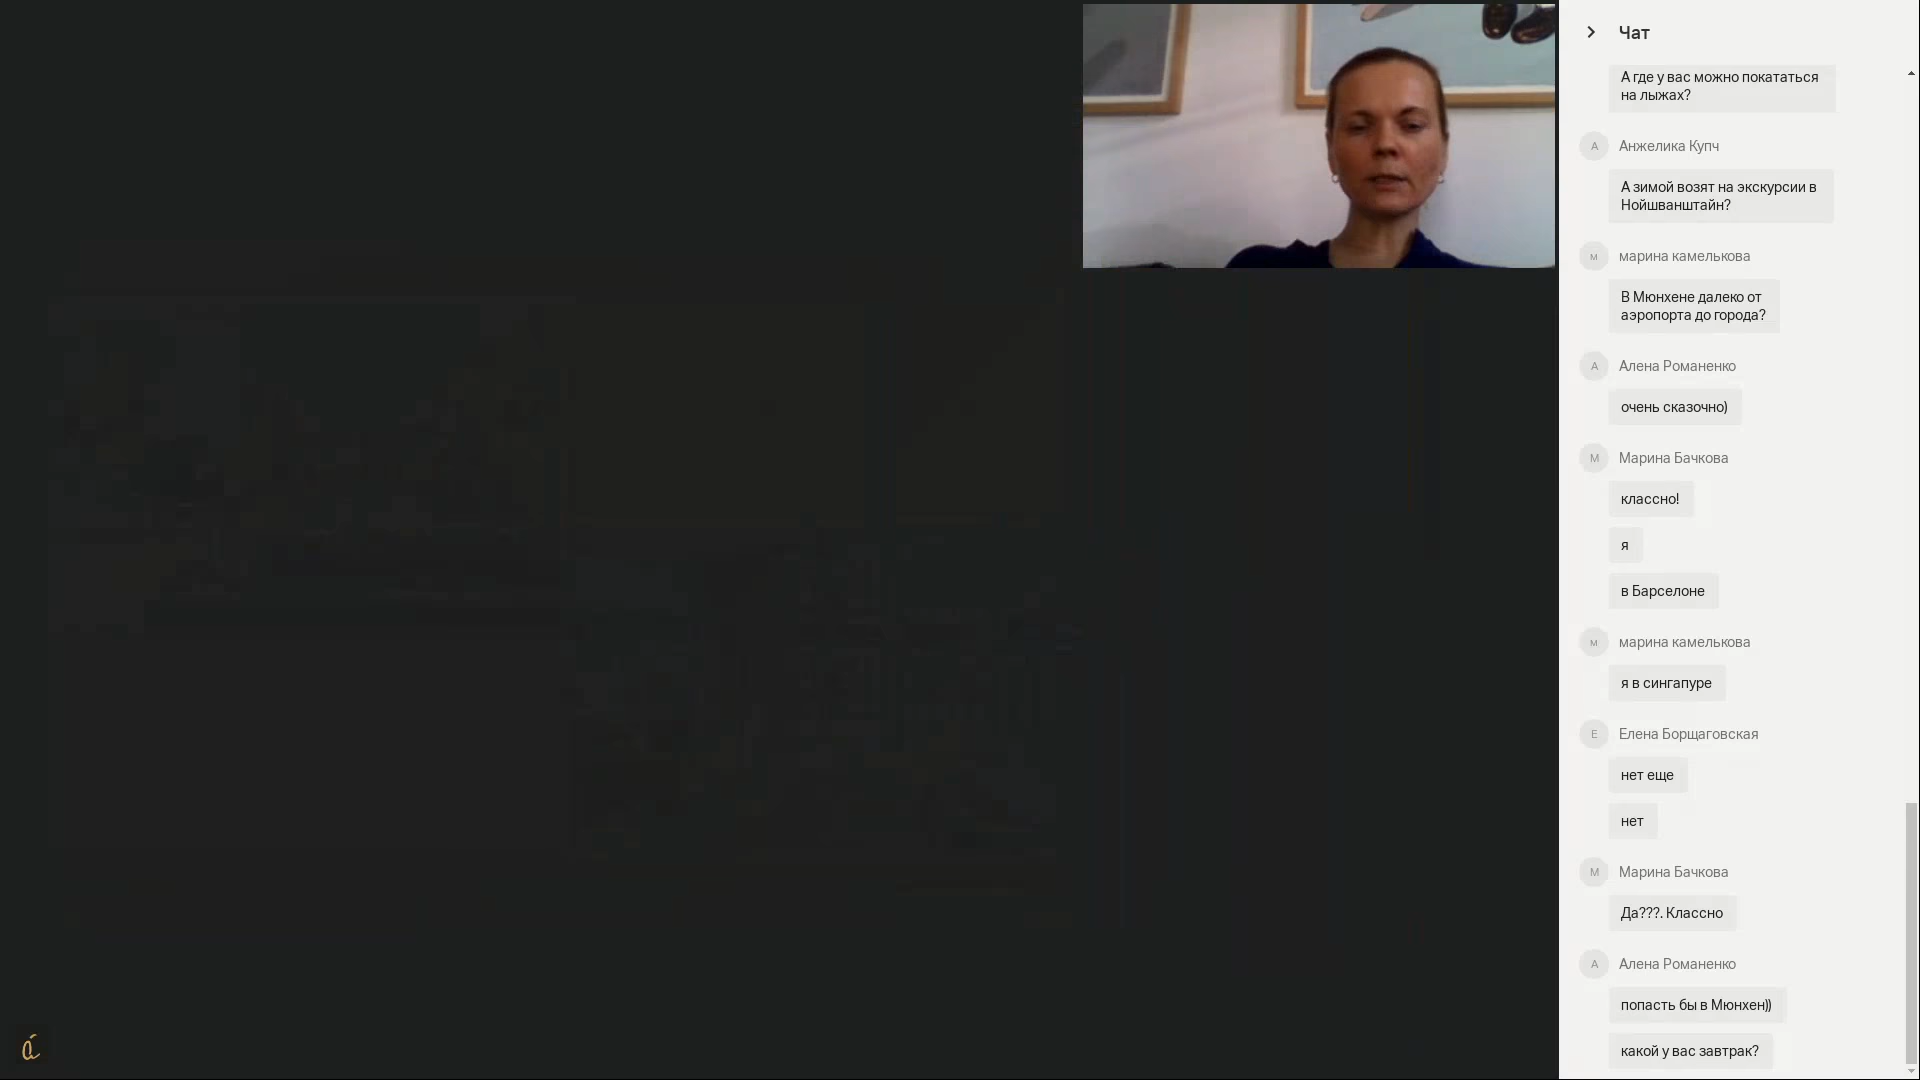 Чат
А где у вас можно покататься
на лыжах?
А
Анжелика Купч
А зимой возят на экскурсии в
Нойшванштайн?
м
марина камелькова
В Мюнхене далеко от
аэропорта до города?
А
Алена Романенко
очень сказочно)
М
Марина Бачкова
классно!
я
в Барселоне
м
марина камелькова
я в сингапуре
Е
Елена Борщаговская
нет еще
нет
М
Марина Бачкова
Да???. Классно
А
Алена Романенко
попасть бы в Мюнхен))
какой у вас завтрак?
á